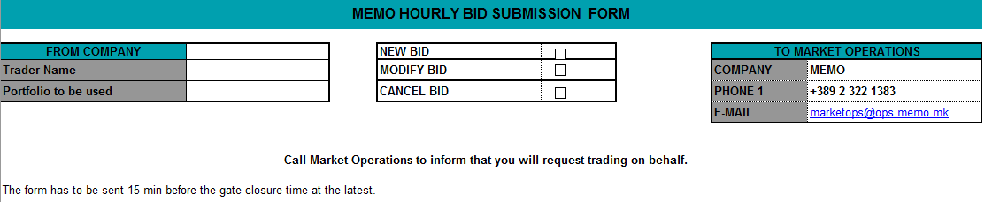 MEMO HOURLY BID SUBMISSION FORM
FROM COMPANY
Trader Name
Portfolio to be used
NEW BID
MODIFY BID
CANCEL BID
TO MARKET OPERATIONS
COMPANY MEMO
PHONE 1 +389 2 322 1383
E-MAIL marketops@ops.memo.mk
Call Market Operations to inform that you will request trading on behalf.
The form has to be sent 15 min before the gate closure time at the latest.